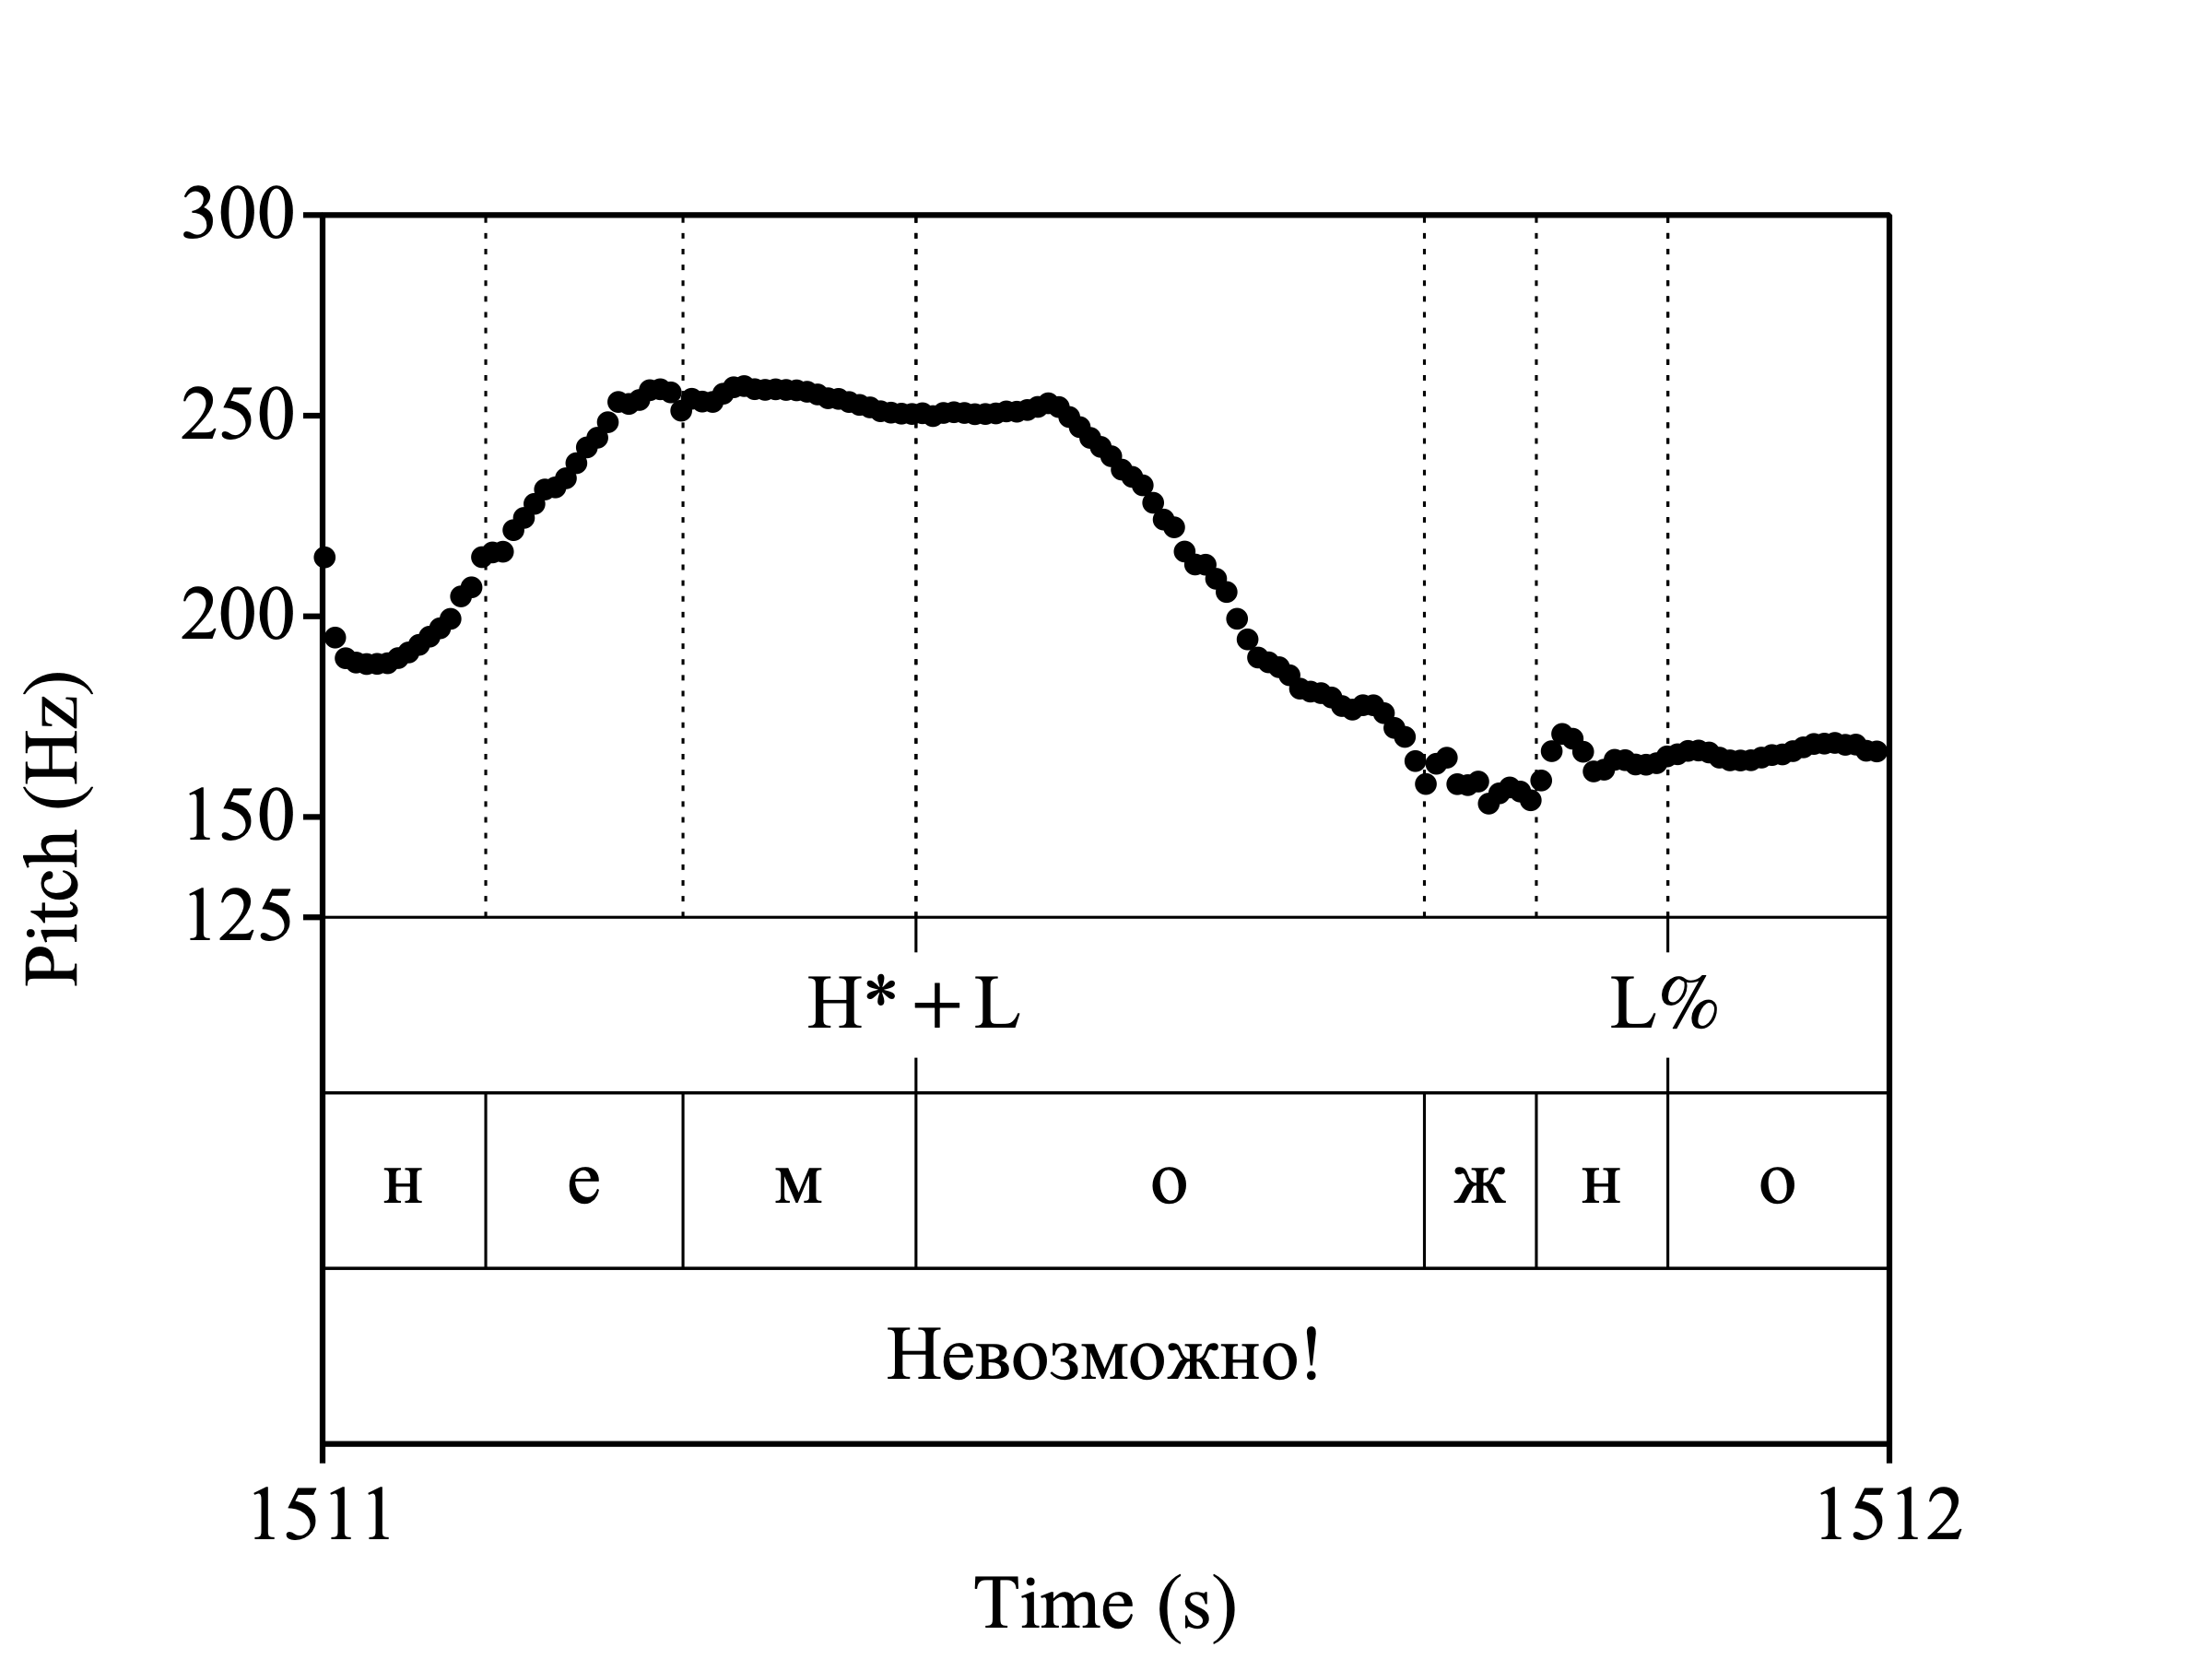 300
250
200
150
125
Pitch (Hz)
H*+L L%
н е м о ж н о
Невозможно!
1511 1512
Time (s)